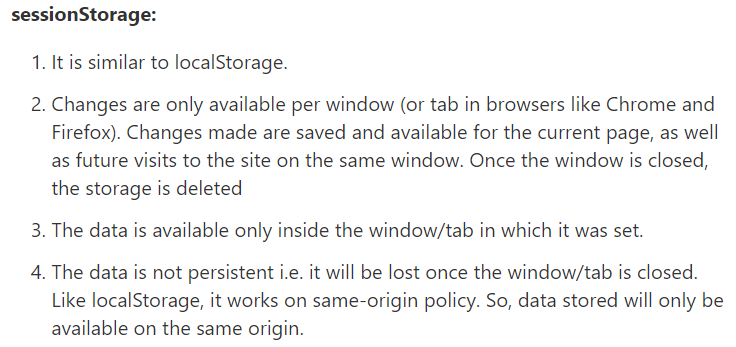 sessionStorage:
1. It is similar to localStorage.
2. Changes are only available per window (or tab in browsers like Chrome and
Firefox). Changes made are saved and available for the current page, as well
as future visits to the site on the same window. Once the window is closed,
the storage is deleted
3. The data is available only inside the window/tab in which it was set.
4. The data is not persistent i.e. it will be lost once the window/tab is closed.
Like localStorage, it works on same-origin policy. So, data stored will only be
available on the same origin.